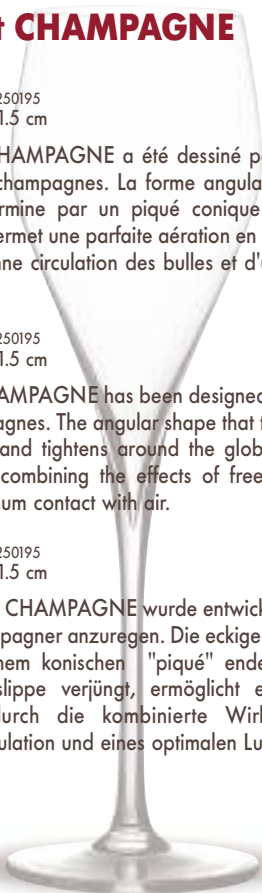 t CHAMPAGNE
250195
1.5 cm
HAMPAGNE a été dessiné p
champagnes. La forme angula
rmine par un piqué conique
ermet une parfaite aération en
nne circulation des bulles et d'u
250195
1.5 cm
AMPAGNE has been designed
agnes. The angular shape that t
and tightens around the glob
combining the effects of free
num contact with air.
250195
1.5 cm
CHAMPAGNE wurde entwick
npagner anzuregen. Die eckige
nem konischen "piqué" ende
slippe verjüngt, ermöglicht e
durch die kombinierte Wirk
ulation und eines optimalen Lu